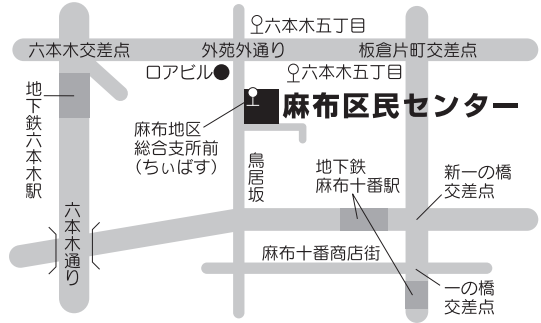 六本木五丁目
六本木交差点
外苑外通り
板倉片町交差点
ロアビル
六本木五丁目
地下鉄六本木駅
麻布区民センター
麻布地区
総合支所前
(ちぃばす)
鳥居坂
地下鉄
麻布十番駅
新一の橋
交差点
六本木通り
麻布十番商店街
一の橋
交差点